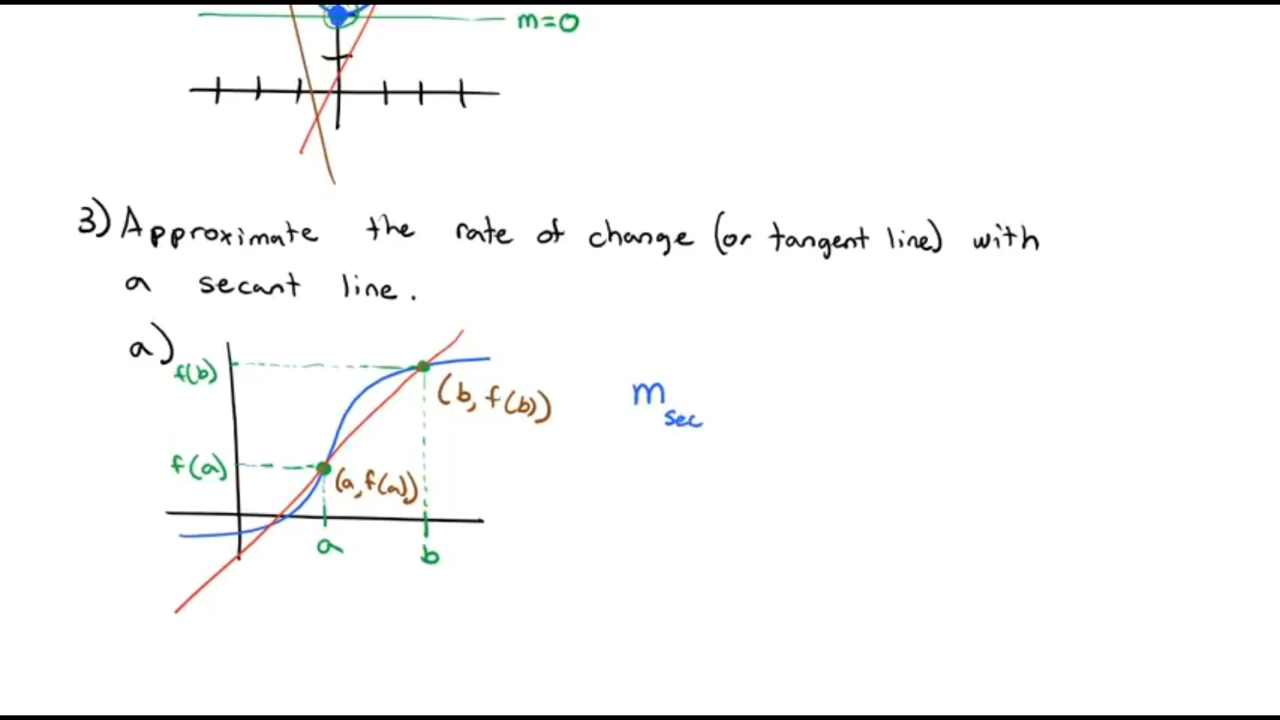 m=0
3) Approximate the rate of change (or tangent line) with
a secant line.
a)
f(b)
(b, f(b))
m sec
f(a)
(a, f(a))
a
b